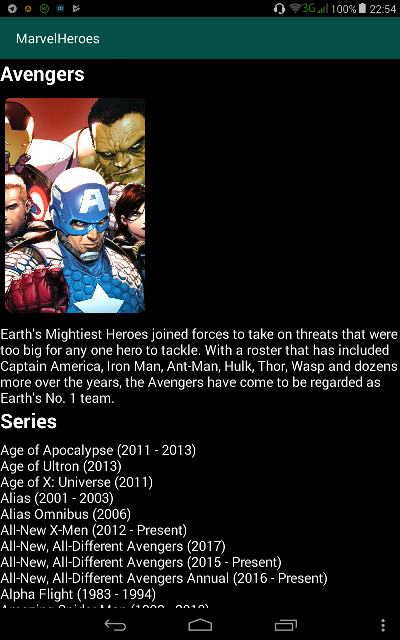 3G 100% 22:54
MarvelHeroes
Avengers
A
Earth's Mightiest Heroes joined forces to take on threats that were
too big for any one hero to tackle. With a roster that has included
Captain America, Iron Man, Ant-Man, Hulk, Thor, Wasp and dozens
more over the years, the Avengers have come to be regarded as
Earth's No. 1 team.
Series
Age of Apocalypse (2011 - 2013)
Age of Ultron (2013)
Age of X: Universe (2011)
Alias (2001 - 2003)
Alias Omnibus (2006)
All-New X-Men (2012 - Present)
All-New, All-Different Avengers (2017)
All-New, All-Different Avengers (2015 - Present)
All-New, All-Different Avengers Annual (2016 - Present)
Alpha Flight (1983 - 1994)